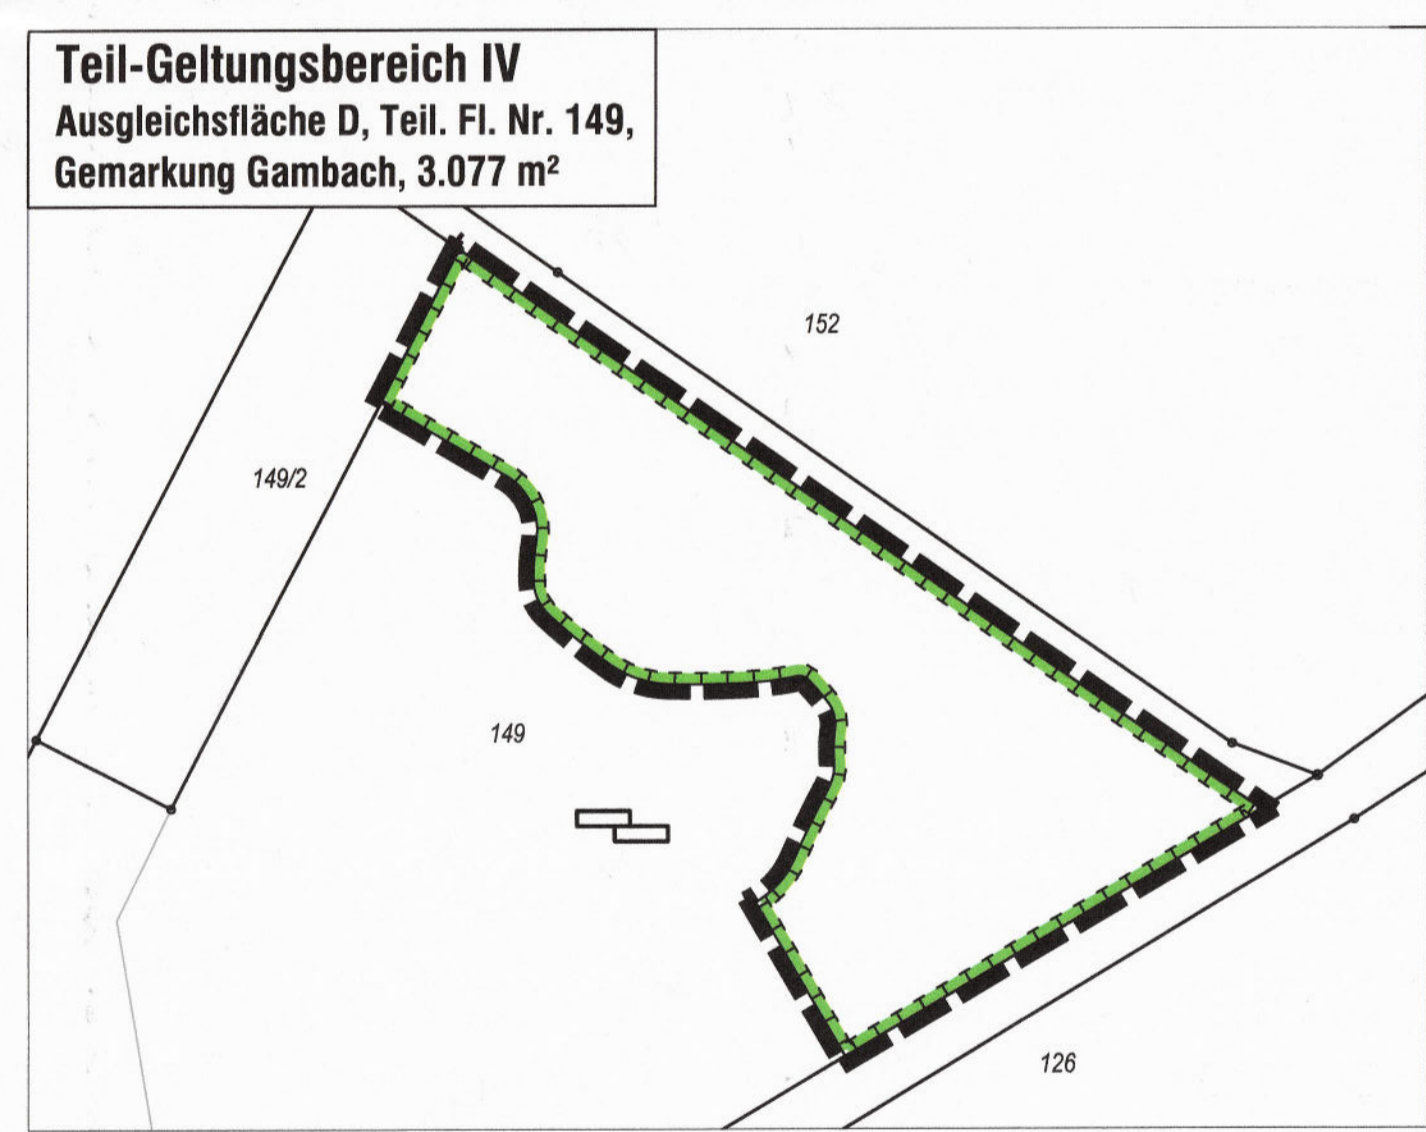 Teil-Geltungsbereich IV
Ausgleichsfläche D, Teil. Fl. Nr. 149,
Gemarkung Gambach, 3.077 m²
152
149/2
149
126